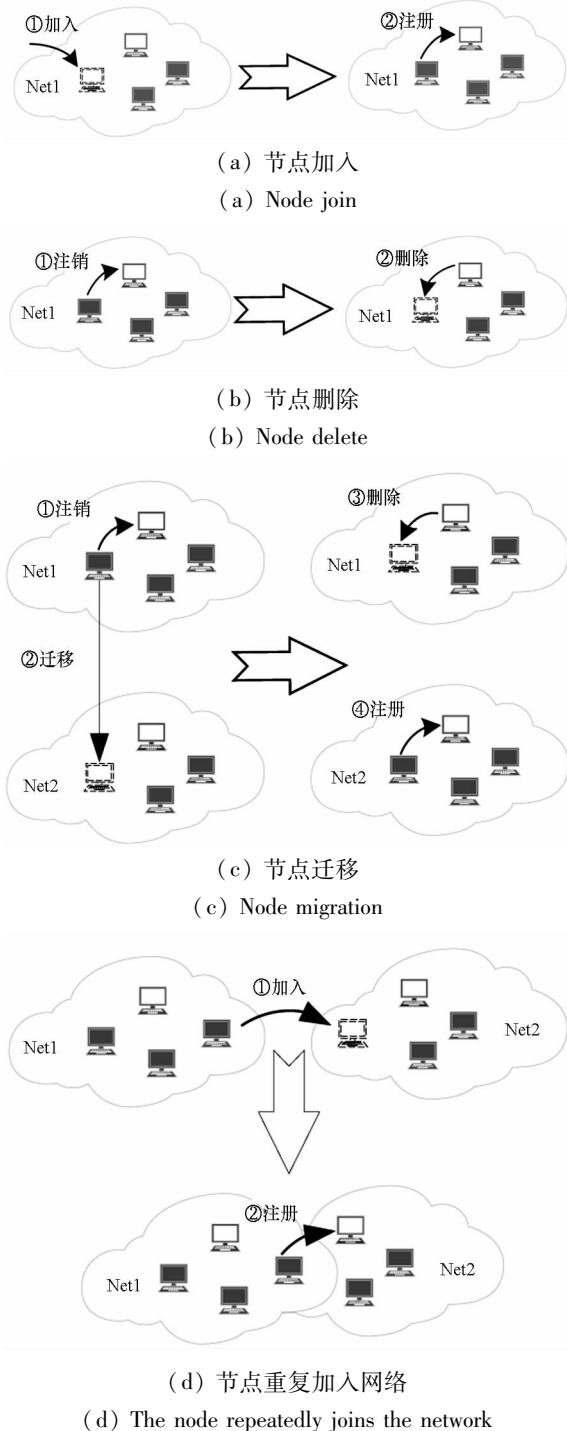 ①加入
Net1
②注册
Net1
(a) 节点加入
(a) Node join
①注销
Net1
②删除
Net1
(b) 节点删除
(b) Node delete
①注销
Net1
②迁移
Net2
③删除
Net1
④注册
Net2
(c) 节点迁移
(c) Node migration
①加入
Net1
Net2
②注册
Net1
Net2
(d) 节点重复加入网络
(d) The node repeatedly joins the network